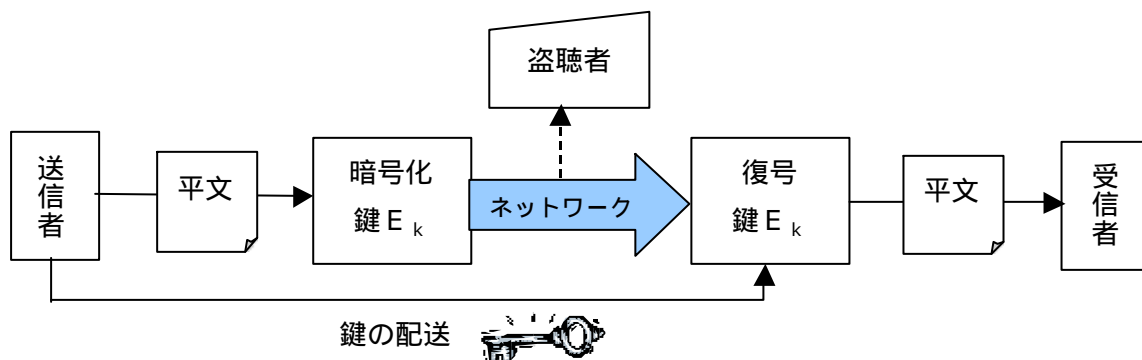 盗聴者
送信者
平文
暗号化
鍵Ek
ネットワーク
復号
鍵Ek
平文
受信者
鍵の配送